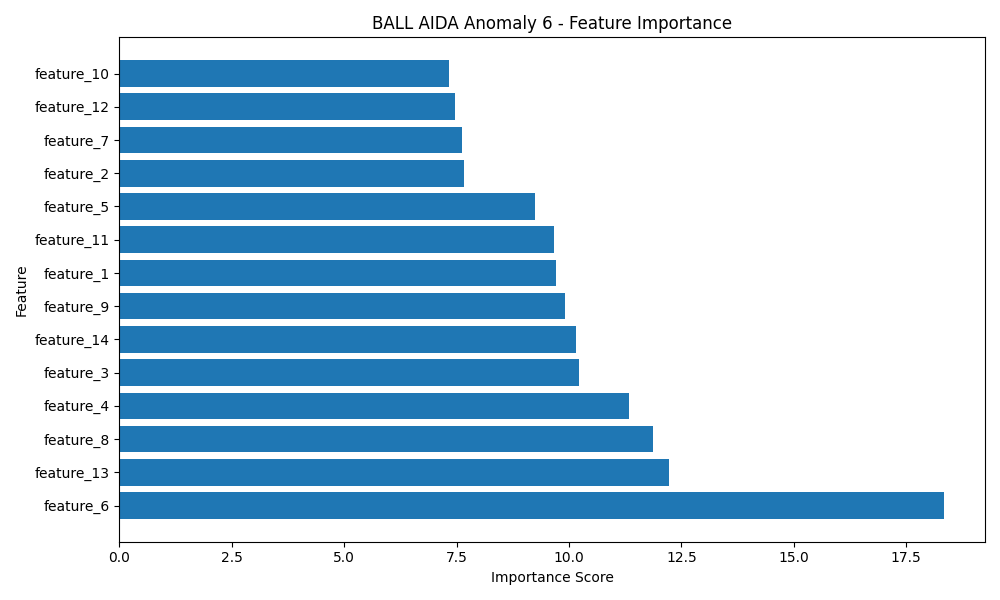 BALL AIDA Anomaly 6 - Feature Importance
feature_10
feature_12
feature_7
feature_2
feature_5
feature_11
feature_1
feature_9
feature_14
feature_3
feature_4
feature_8
feature_13
feature_6
Feature
0.0 2.5 5.0 7.5 10.0 12.5 15.0 17.5
Importance Score